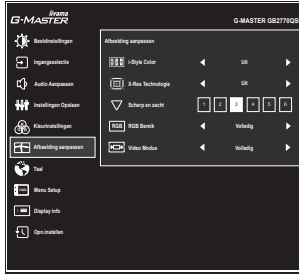 iiyama
G-MASTER
G-MASTER GB2770QS
Beeldinstellingen
Ingangsselectie
Audio Aanpassen
Instellingen Opslaan
Kleurinstellingen
Afbeelding aanpassen
Taal
Menu Setup
Display info
Opn.instellen
Afbeelding aanpassen
i-Style Color Uit
X-Res Technologie Uit
Scherp en zacht 1 2 3 4 5 6
RGB RGB Bereik Volledig
Video Modus Volledig